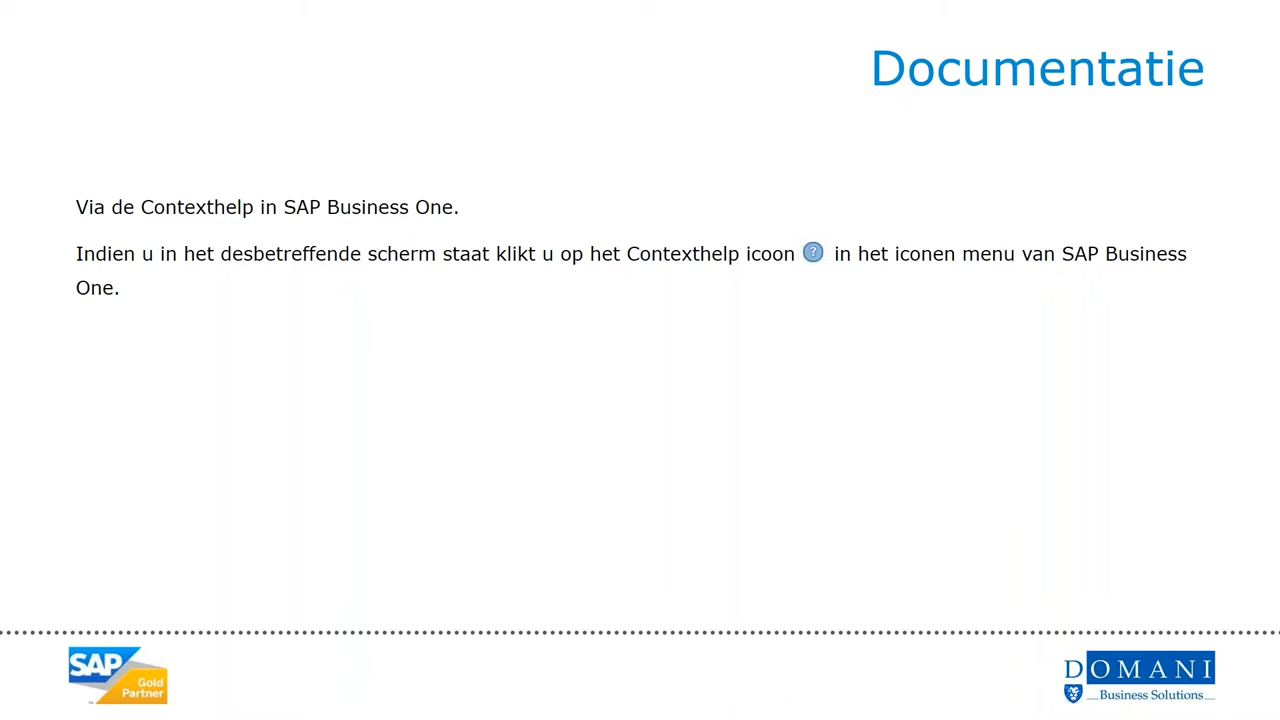 Documentatie
Via de Contexthelp in SAP Business One.
Indien u in het desbetreffende scherm staat klikt u op het Contexthelp icoon ? in het iconen menu van SAP Business
One.
SAP
Gold
Partner
DOMANI
Business Solutions